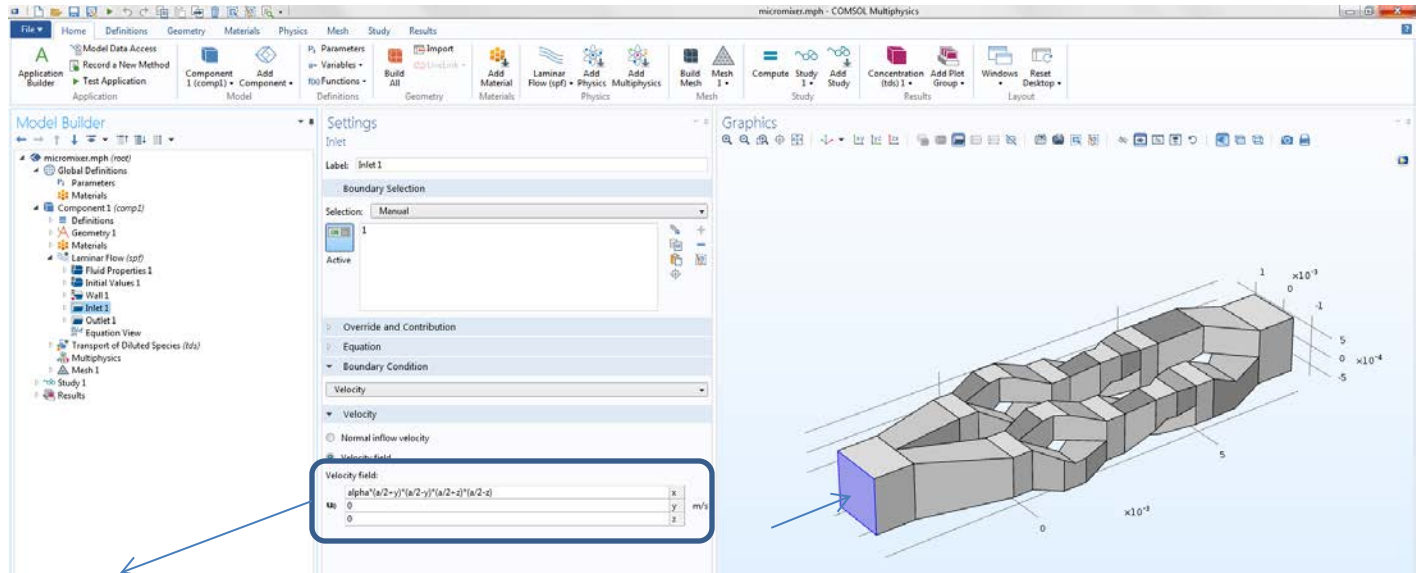 micromixer.mph - COMSOL Multiphysics
File Home Definitions Geometry Materials Physics Mesh Study Results
Application Builder
Model Data Access
Record a New Method
Test Application
Application
Component 1 (comp1)
Add Component
Model
Pi Parameters
a= Variables
f(x) Functions
Definitions
Build All
Import
LiveLink
Geometry
Add Material
Materials
Laminar Flow (spf)
Add Physics
Add Multiphysics
Physics
Build Mesh
Mesh 1
Mesh
Compute
Study 1
Add Study
Study
Concentration (tds) 1
Add Plot Group
Results
Windows
Reset Desktop
Layout
Model Builder
micromixer.mph (root)
Global Definitions
Pi Parameters
Materials
Component 1 (comp1)
Definitions
Geometry 1
Materials
Laminar Flow (spf)
Fluid Properties 1
Initial Values 1
Wall 1
Inlet 1
Outlet 1
Equation View
Transport of Diluted Species (tds)
Multiphysics
Mesh 1
Study 1
Results
Settings
Inlet
Label: Inlet 1
Boundary Selection
Selection: Manual
1
Active
Override and Contribution
Equation
Boundary Condition
Velocity
Velocity
Normal inflow velocity
Velocity field
Velocity field:
alpha*(a/2+y)*(a/2-y)*(a/2+z)*(a/2-z) x
u0 0 y m/s
0 z
Graphics
1 ×10⁻³
0
-1
5
0 ×10⁻⁴
-5
5
×10⁻³
0